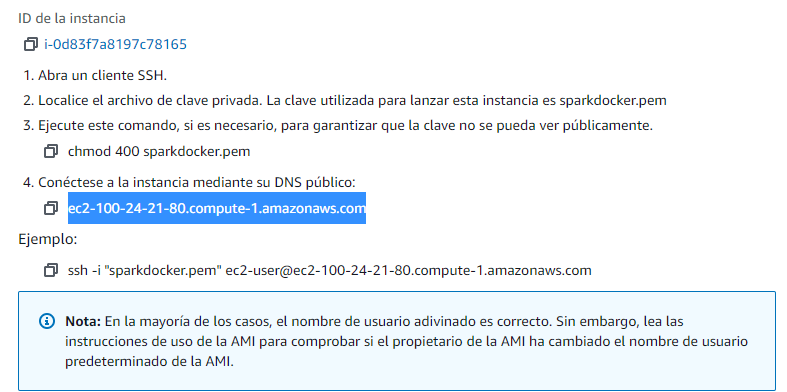 ID de la instancia
i-0d83f7a8197c78165
1. Abra un cliente SSH.
2. Localice el archivo de clave privada. La clave utilizada para lanzar esta instancia es sparkdocker.pem
3. Ejecute este comando, si es necesario, para garantizar que la clave no se pueda ver públicamente.
chmod 400 sparkdocker.pem
4. Conéctese a la instancia mediante su DNS público:
ec2-100-24-21-80.compute-1.amazonaws.com
Ejemplo:
ssh -i "sparkdocker.pem" ec2-user@ec2-100-24-21-80.compute-1.amazonaws.com
Nota: En la mayoría de los casos, el nombre de usuario adivinado es correcto. Sin embargo, lea las
instrucciones de uso de la AMI para comprobar si el propietario de la AMI ha cambiado el nombre de usuario
predeterminado de la AMI.